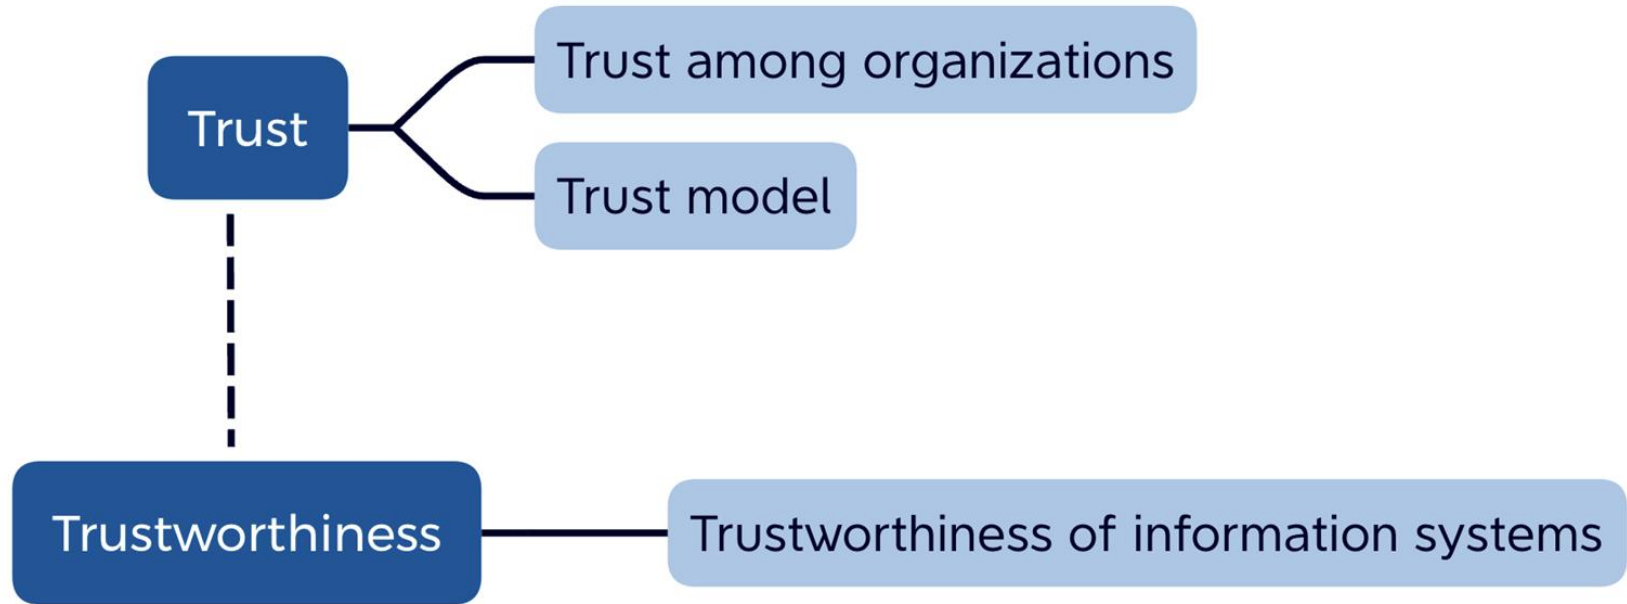 Trust among organizations
Trust
Trust model
Trustworthiness
Trustworthiness of information systems